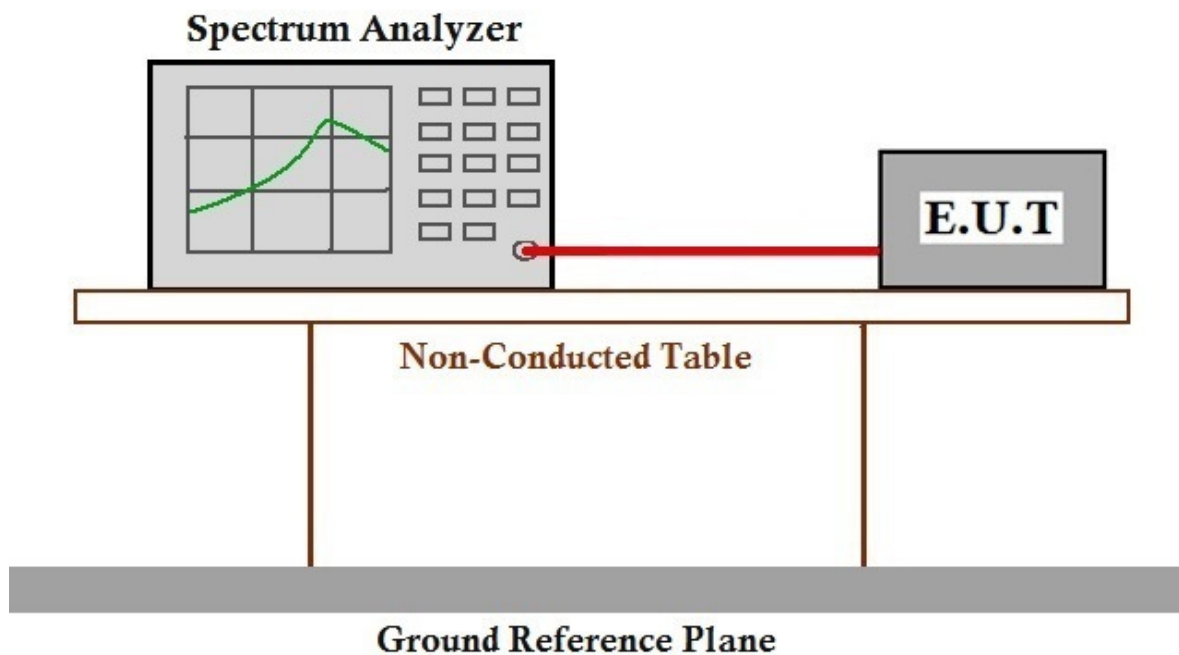 Spectrum Analyzer
E.U.T
Non-Conducted Table
Ground Reference Plane